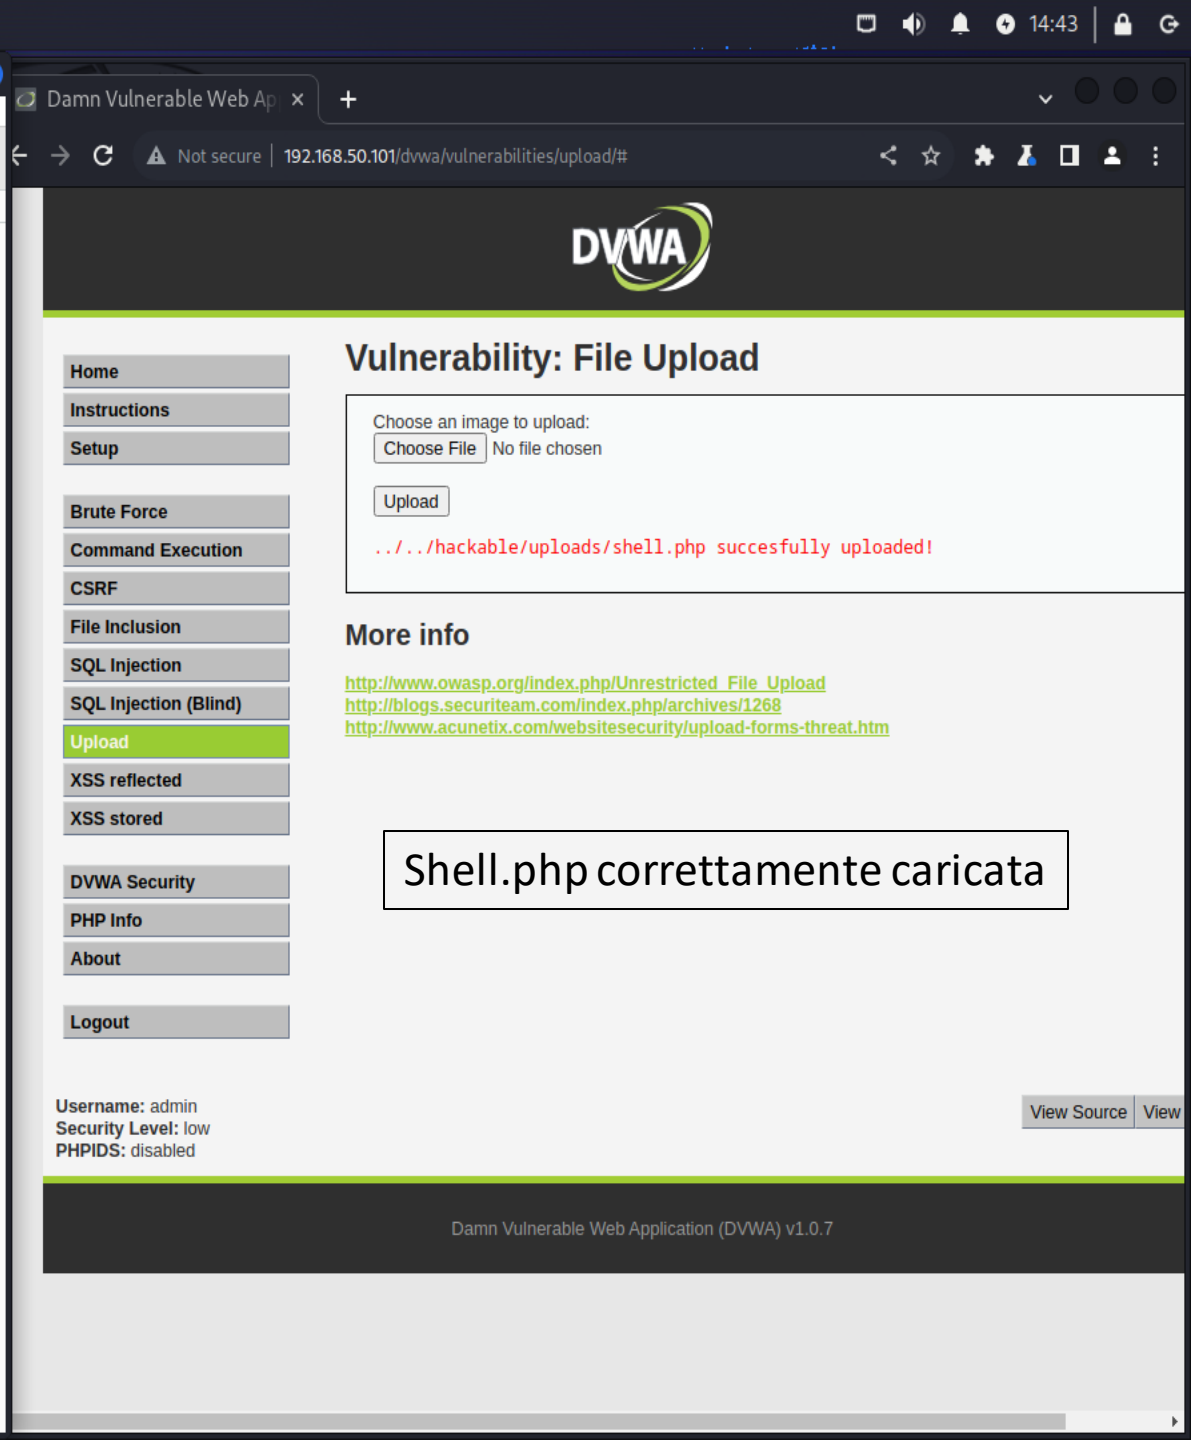 14:43
Damn Vulnerable Web Ap
Not secure 192.168.50.101/dvwa/vulnerabilities/upload/#
DVWA
Home
Instructions
Setup
Brute Force
Command Execution
CSRF
File Inclusion
SQL Injection
SQL Injection (Blind)
Upload
XSS reflected
XSS stored
DVWA Security
PHP Info
About
Logout
Vulnerability: File Upload
Choose an image to upload:
Choose File No file chosen
Upload
../../hackable/uploads/shell.php succesfully uploaded!
More info
http://www.owasp.org/index.php/Unrestricted_File_Upload
http://blogs.securiteam.com/index.php/archives/1268
http://www.acunetix.com/websitesecurity/upload-forms-threat.htm
Shell.php correttamente caricata
Username: admin
Security Level: low
PHPIDS: disabled
View Source View
Damn Vulnerable Web Application (DVWA) v1.0.7